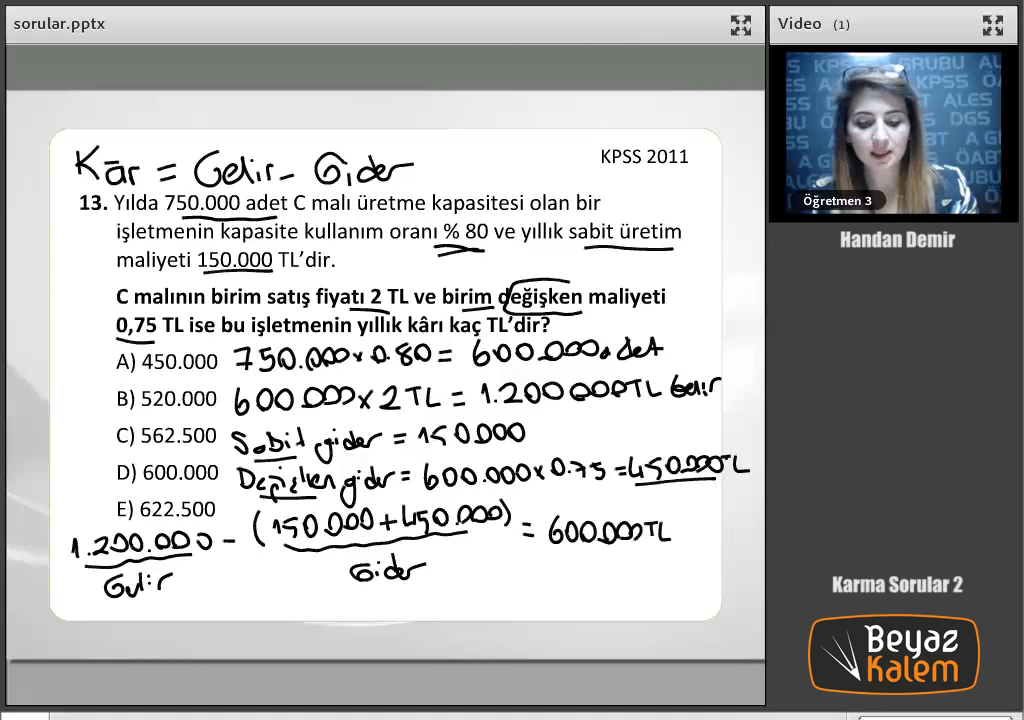 sorular.pptx
Video (1)
Kâr = Gelir - Gider
KPSS 2011
13. Yılda 750.000 adet C malı üretme kapasitesi olan bir
işletmenin kapasite kullanım oranı % 80 ve yıllık sabit üretim
maliyeti 150.000 TL’dir.
C malının birim satış fiyatı 2 TL ve birim değişken maliyeti
0,75 TL ise bu işletmenin yıllık kârı kaç TL’dir?
A) 450.000 750.000 x 0.80 = 600.000 adet
B) 520.000 600.000 x 2 TL = 1.200.000 TL Gelir
C) 562.500 Sabit gider = 150.000
D) 600.000 Değişken gider = 600.000 x 0.75 = 450.000 TL
E) 622.500
1.200.000 - (150.000 + 450.000) = 600.000 TL
Gelir Gider
Öğretmen 3
Handan Demir
Karma Sorular 2
Beyaz
Kalem